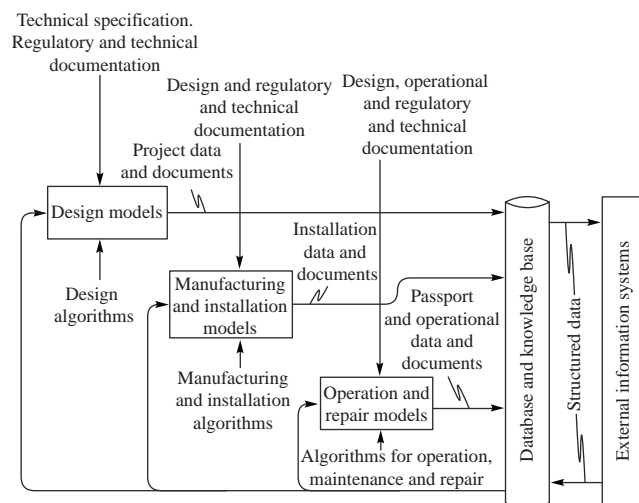 Technical specification.
Regulatory and technical
documentation
Design and regulatory
and technical
documentation
Design, operational
and regulatory
and technical
documentation
Project data
and documents
Design models
Installation
data and
documents
Design
algorithms
Manufacturing
and installation
models
Passport
and operational
data and
documents
Manufacturing
and installation
algorithms
Operation and
repair models
Algorithms for operation,
maintenance and repair
Database and knowledge base
Structured data
External information systems